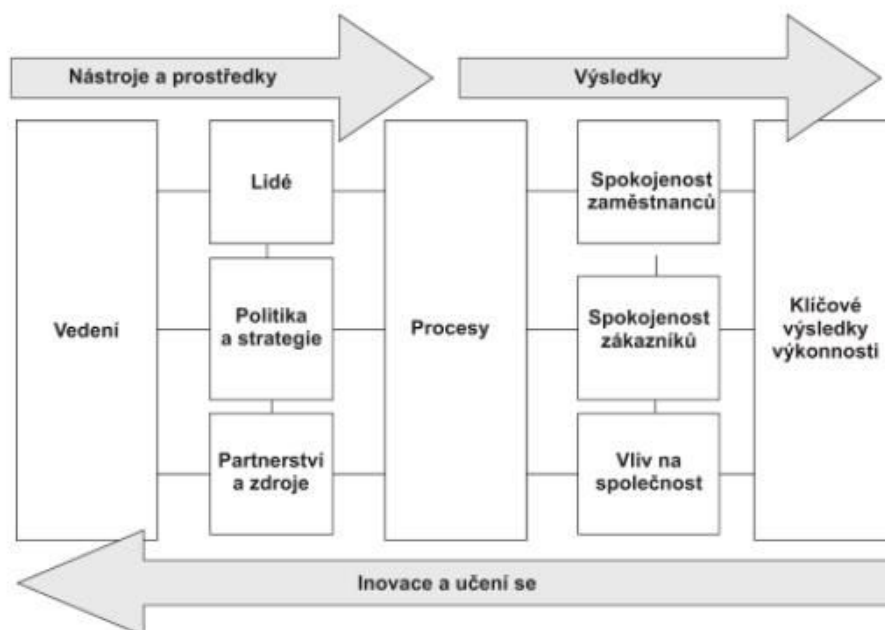 Nástroje a prostředky
Výsledky
Vedení
Lidé
Politika
a strategie
Partnerství
a zdroje
Procesy
Spokojenost
zaměstnanců
Spokojenost
zákazníků
Vliv na
společnost
Klíčové
výsledky
výkonnosti
Inovace a učení se